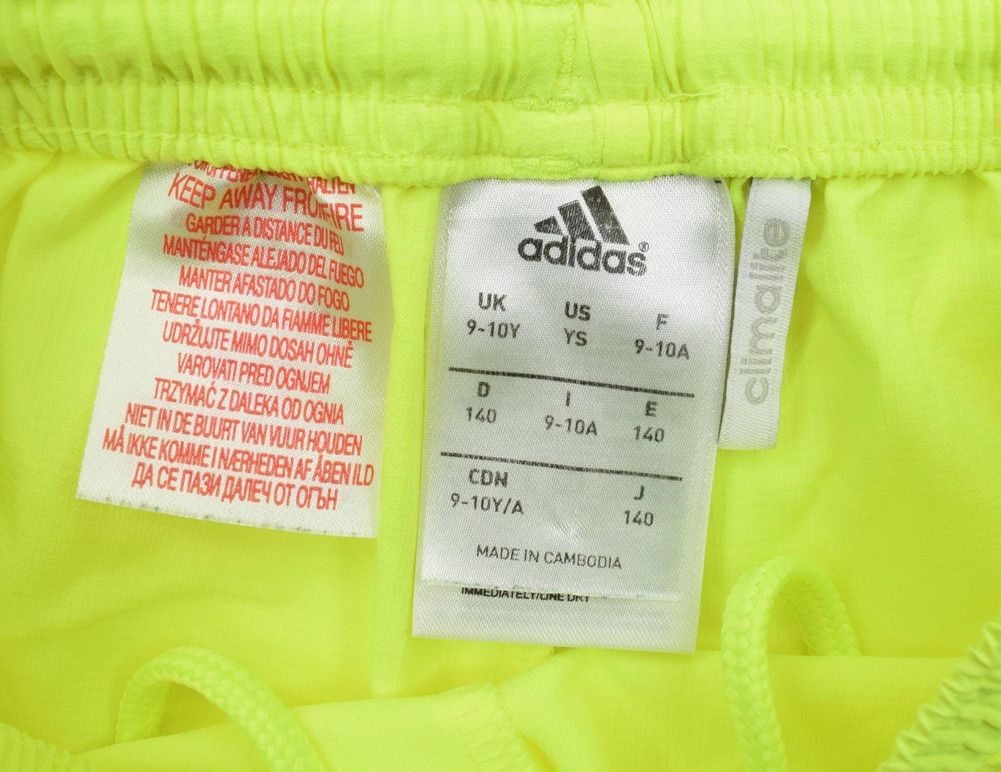 KEEP AWAY FROM FIRE
GARDER A DISTANCE DU FEU
MANTÉNGASE ALEJADO DEL FUEGO
MANTER AFASTADO DO FOGO
TENERE LONTANO DA FIAMME LIBERE
UDRŽUJTE MIMO DOSAH OHNĚ
VAROVATI PRED OGNJEM
TRZYMAĆ Z DALEKA OD OGNIA
NIET IN DE BUURT VAN VUUR HOUDEN
MÅ IKKE KOMME I NÆRHEDEN AF ÅBEN ILD
ДА СЕ ПАЗИ ДАЛЕЧ ОТ ОГЪН
adidas®
UK US F
9-10Y YS 9-10A
D I E
140 9-10A 140
CDN J
9-10Y/A 140
MADE IN CAMBODIA
IMMEDIATELY/LINE DRY
climalite